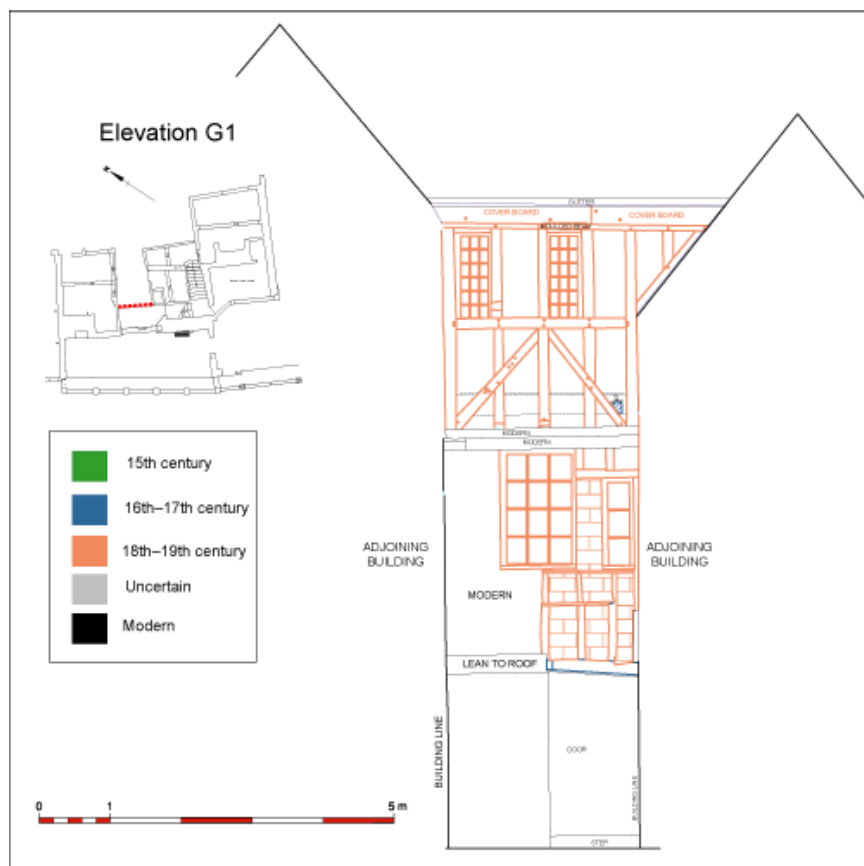 Elevation G1
GUTTER
COVER BOARD
COVER BOARD
MODERN
MODERN
15th century
16th–17th century
18th–19th century
Uncertain
Modern
ADJOINING
BUILDING
ADJOINING
BUILDING
MODERN
LEAN TO ROOF
BUILDING LINE
DOOR
BUILDING LINE
STEP
0
1
5 m